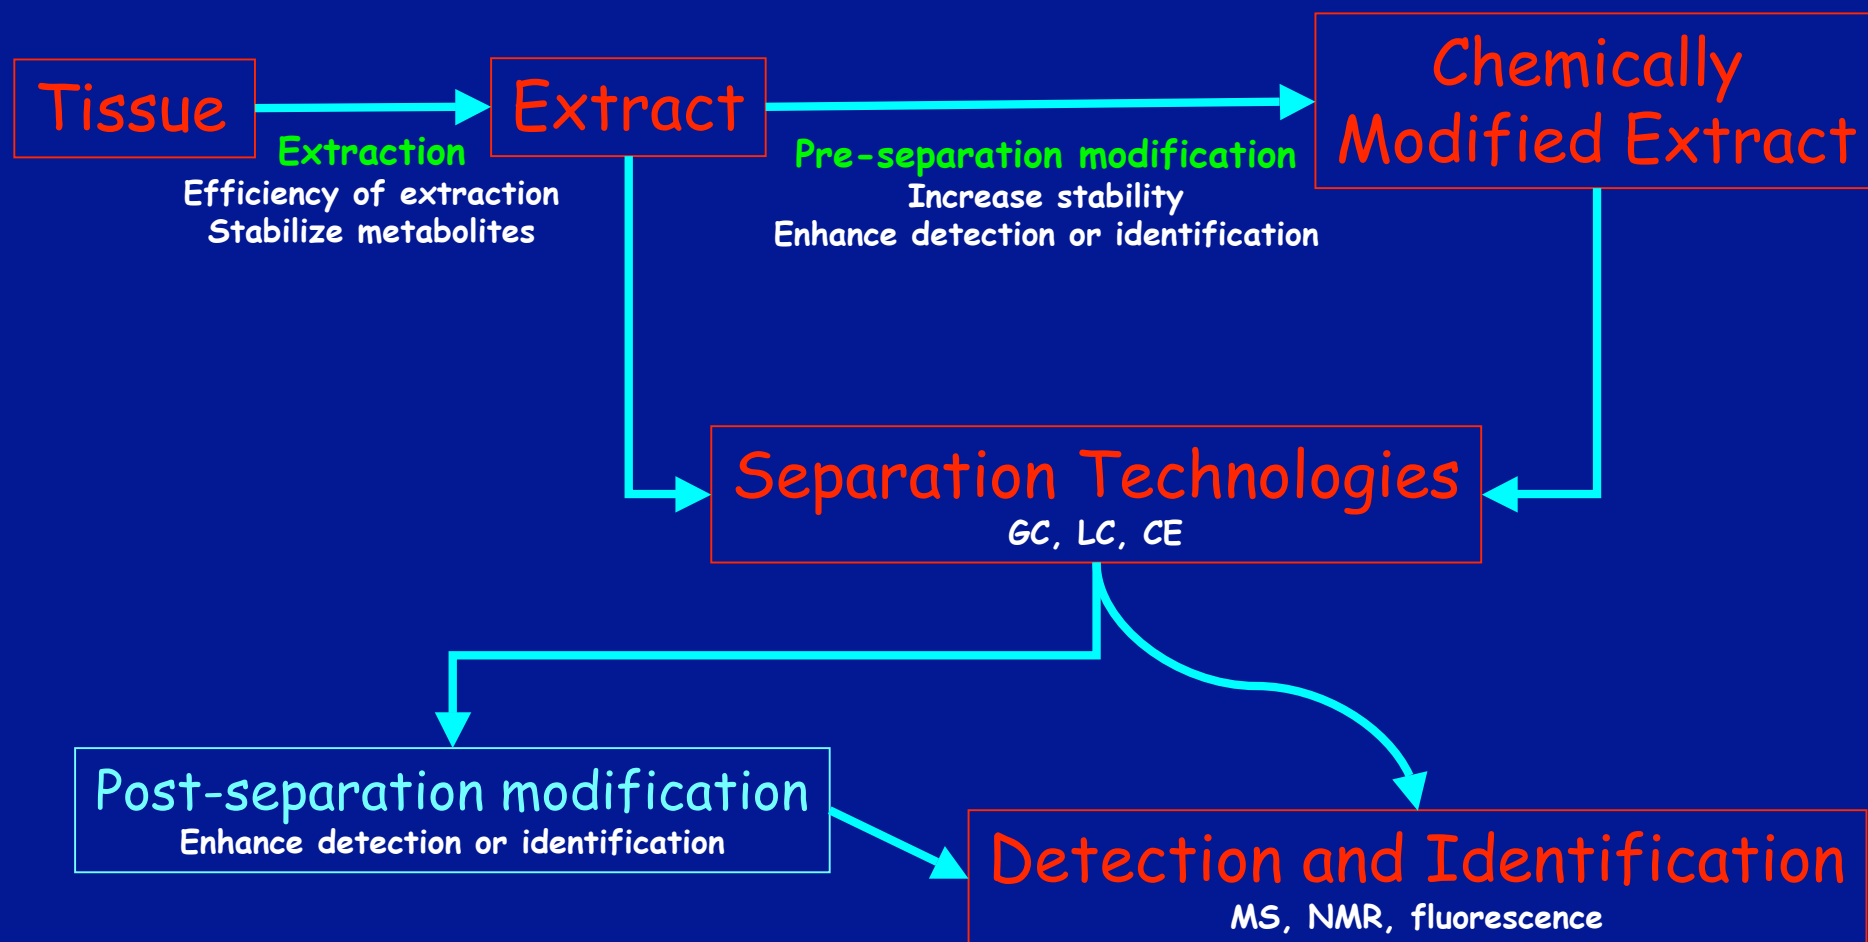 Tissue
Extraction
Efficiency of extraction
Stabilize metabolites
Extract
Pre-separation modification
Increase stability
Enhance detection or identification
Chemically
Modified Extract
Separation Technologies
GC, LC, CE
Post-separation modification
Enhance detection or identification
Detection and Identification
MS, NMR, fluorescence